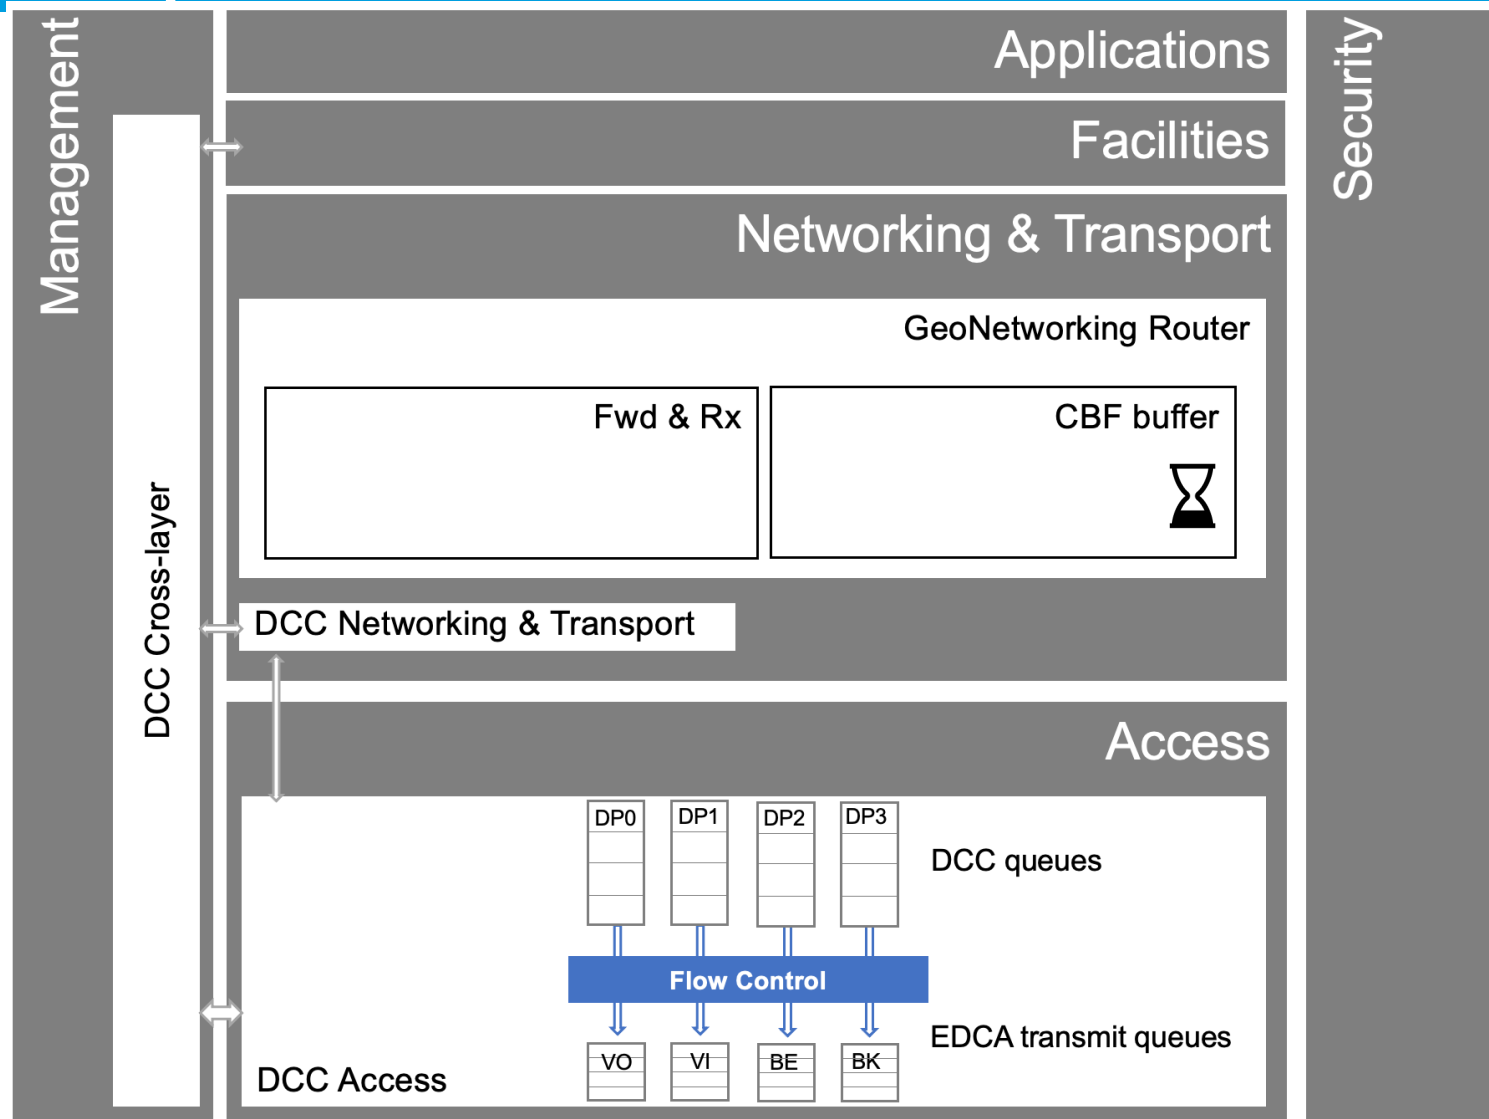 Management
Applications
Security
Facilities
Networking & Transport
GeoNetworking Router
Fwd & Rx
CBF buffer
DCC Cross-layer
DCC Networking & Transport
Access
DP0 DP1 DP2 DP3
DCC queues
Flow Control
EDCA transmit queues
VO VI BE BK
DCC Access